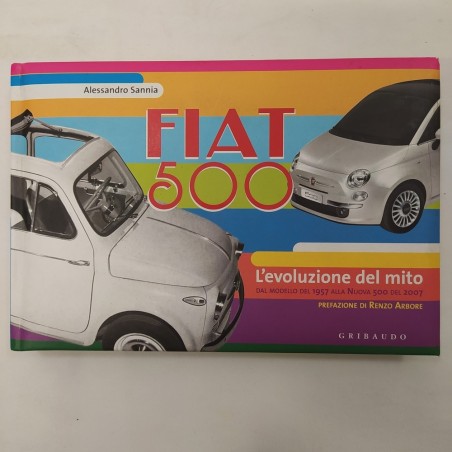 Alessandro Sannia
FIAT
500
L'evoluzione del mito
DAL MODELLO DEL 1957 ALLA NUOVA 500 DEL 2007
PREFAZIONE DI RENZO ARBORE
GRIBAUDO